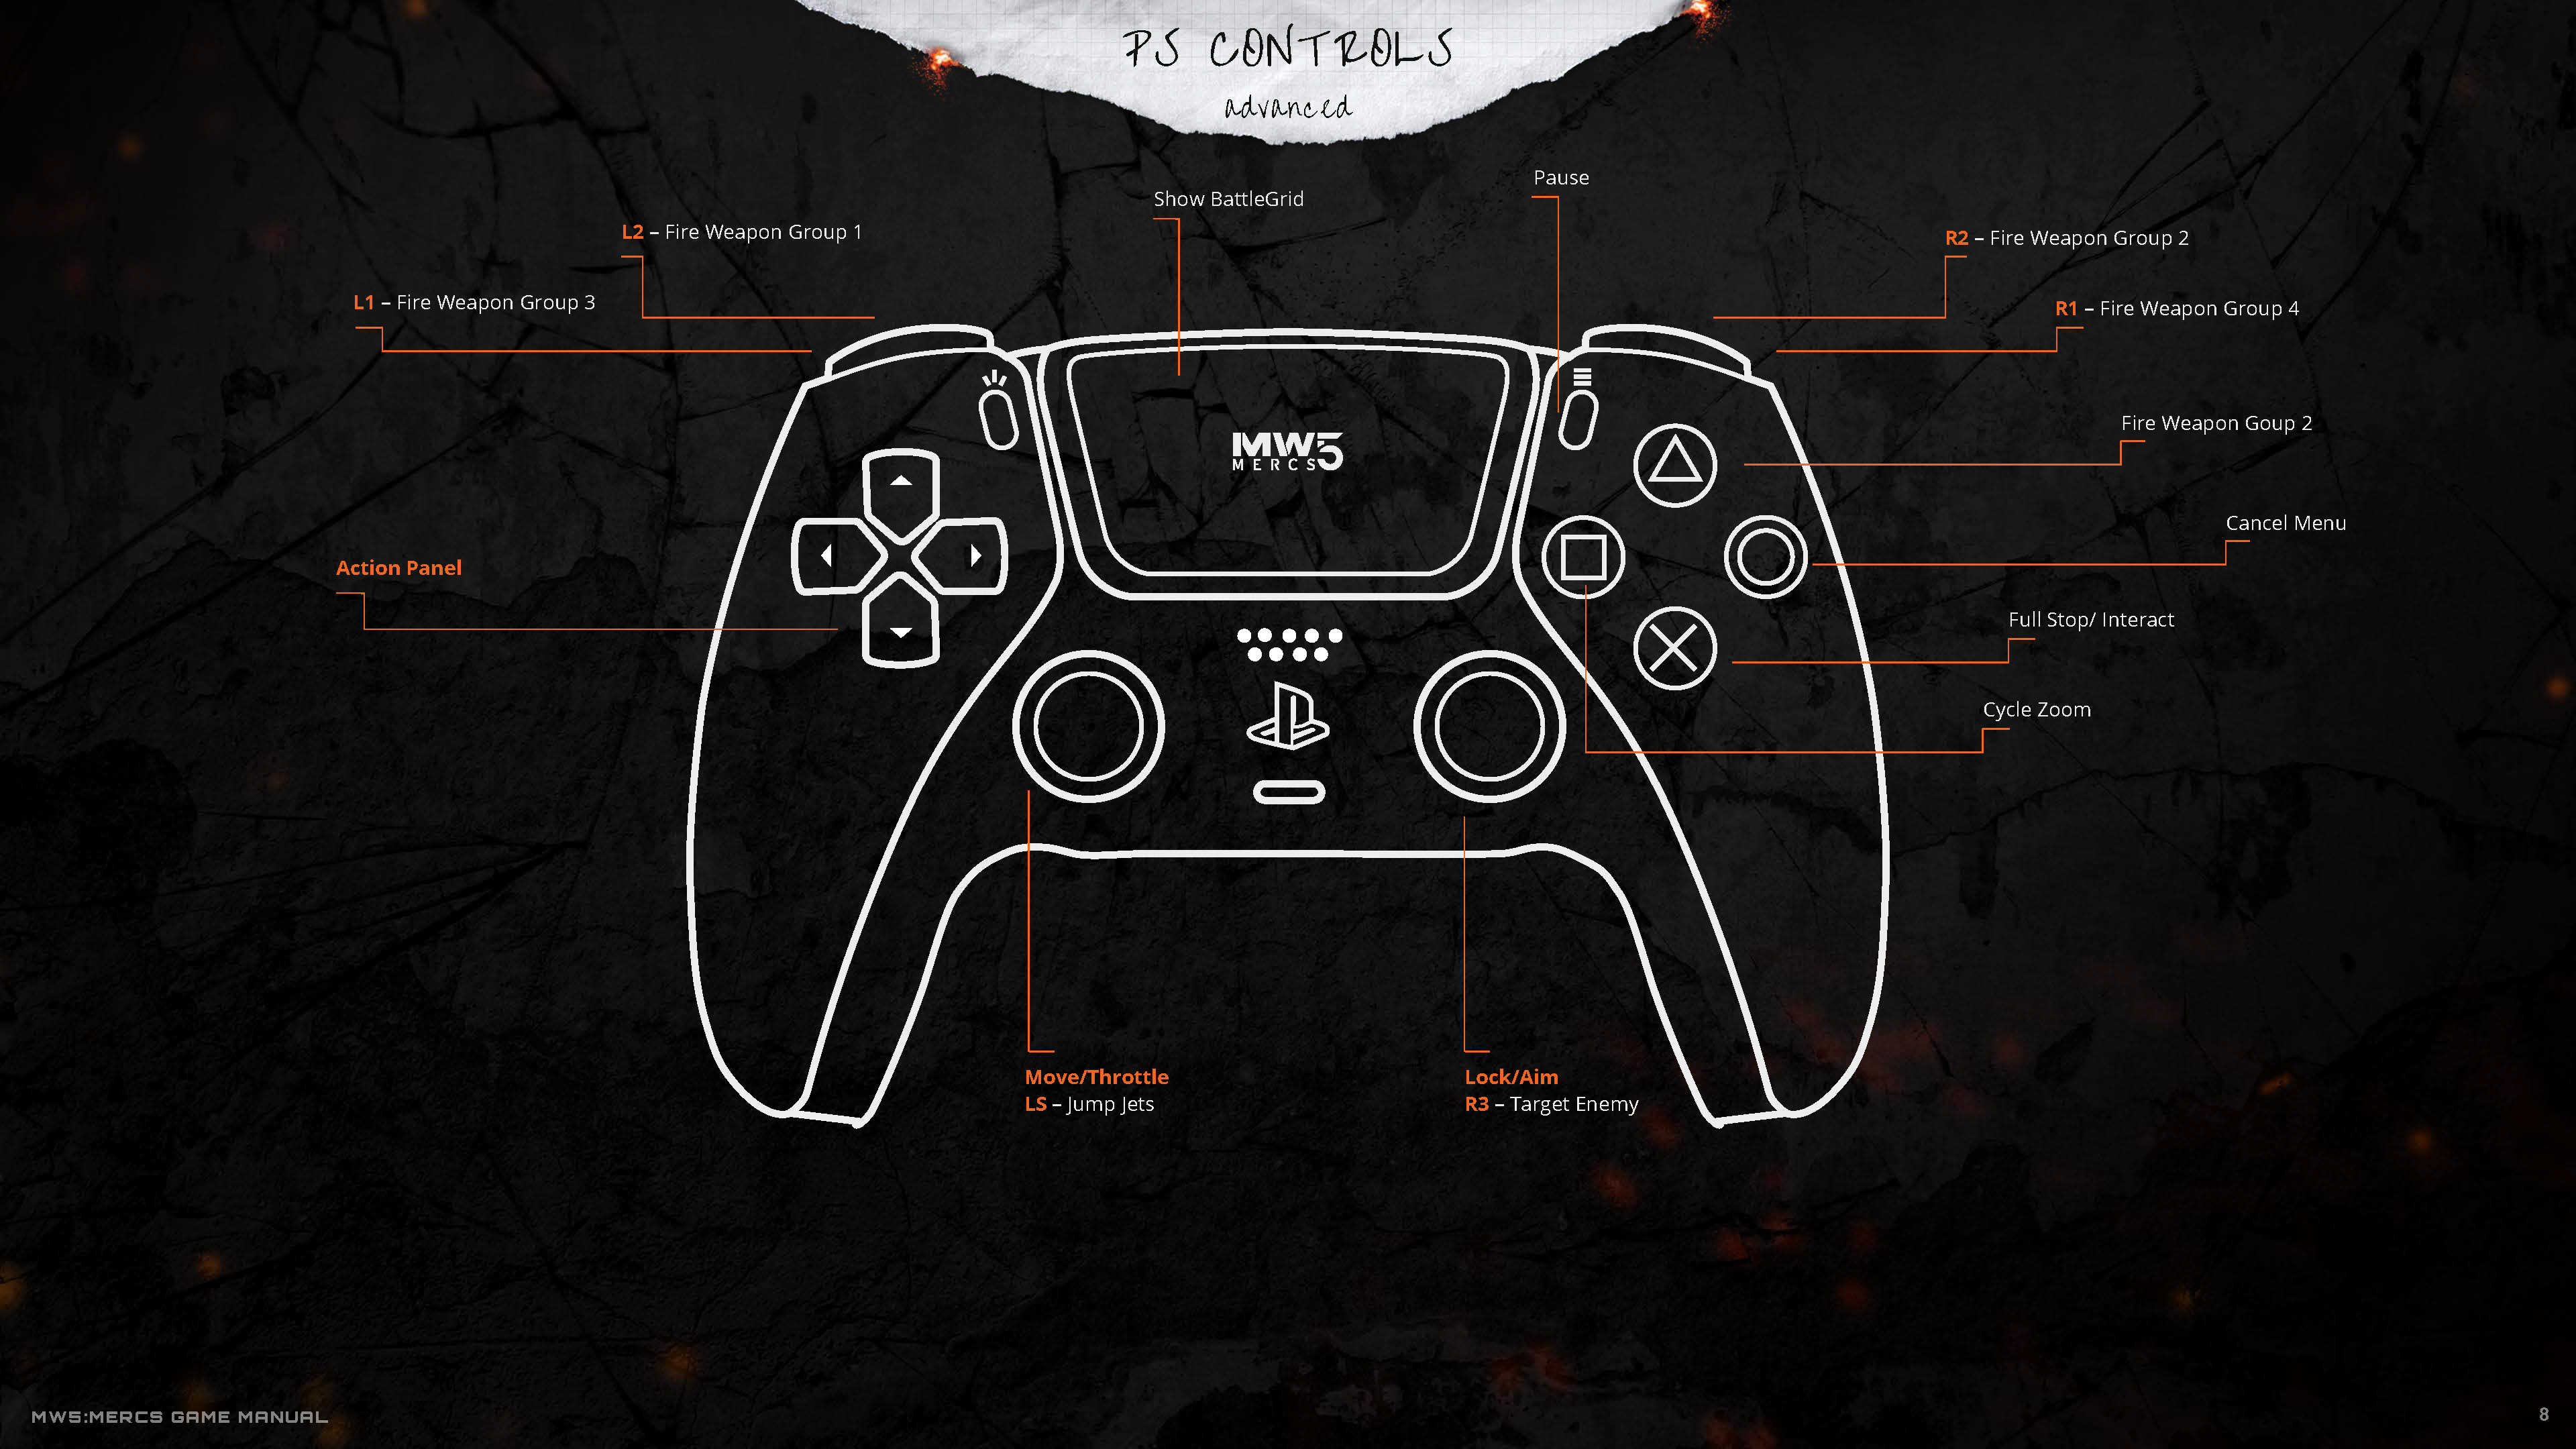 PS CONTROLS
advanced
Pause
Show BattleGrid
L2 – Fire Weapon Group 1
R2 – Fire Weapon Group 2
L1 – Fire Weapon Group 3
R1 – Fire Weapon Group 4
Fire Weapon Goup 2
MW5
MERCS
Cancel Menu
Action Panel
Full Stop/ Interact
Cycle Zoom
Move/Throttle
LS – Jump Jets
Lock/Aim
R3 – Target Enemy
MW5:MERCS GAME MANUAL
8